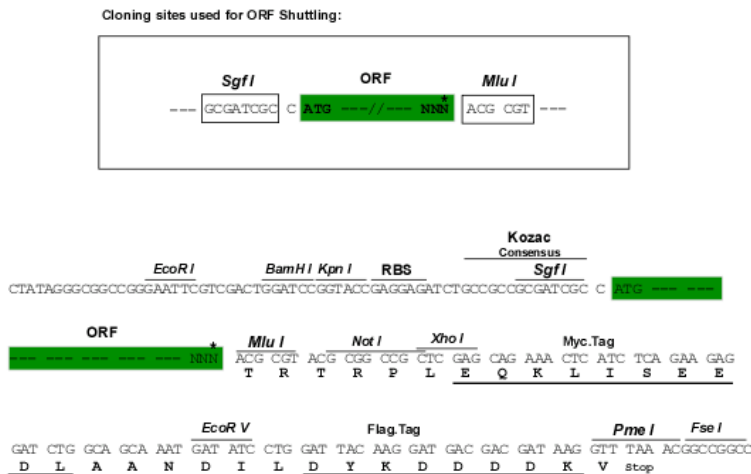 Cloning sites used for ORF Shuttling:
Sgf I ORF Mlu I
--- GCGATCGC C ATG ---//--- NNN* ACG CGT ---
Kozac
Consensus
EcoR I BamH I Kpn I RBS Sgf I
CTATAGGGCGGCCGGGAATTCGTCGACTGGATCCGGTACCGAGGAGATCTGCCGCCGCGATCGC C ATG --- ---
ORF Mlu I Not I Xho I Myc.Tag
--- --- --- --- --- NNN* ACG CGT ACG CGG CCG CTC GAG CAG AAA CTC ATC TCA GAA GAG
T R T R P L E Q K L I S E E
EcoR V Flag.Tag Pme I Fse I
GAT CTG GCA GCA AAT GAT ATC CTG GAT TAC AAG GAT GAC GAC GAT AAG GTT TAA ACGGCCGGCC
D L A A N D I L D Y K D D D D K V Stop